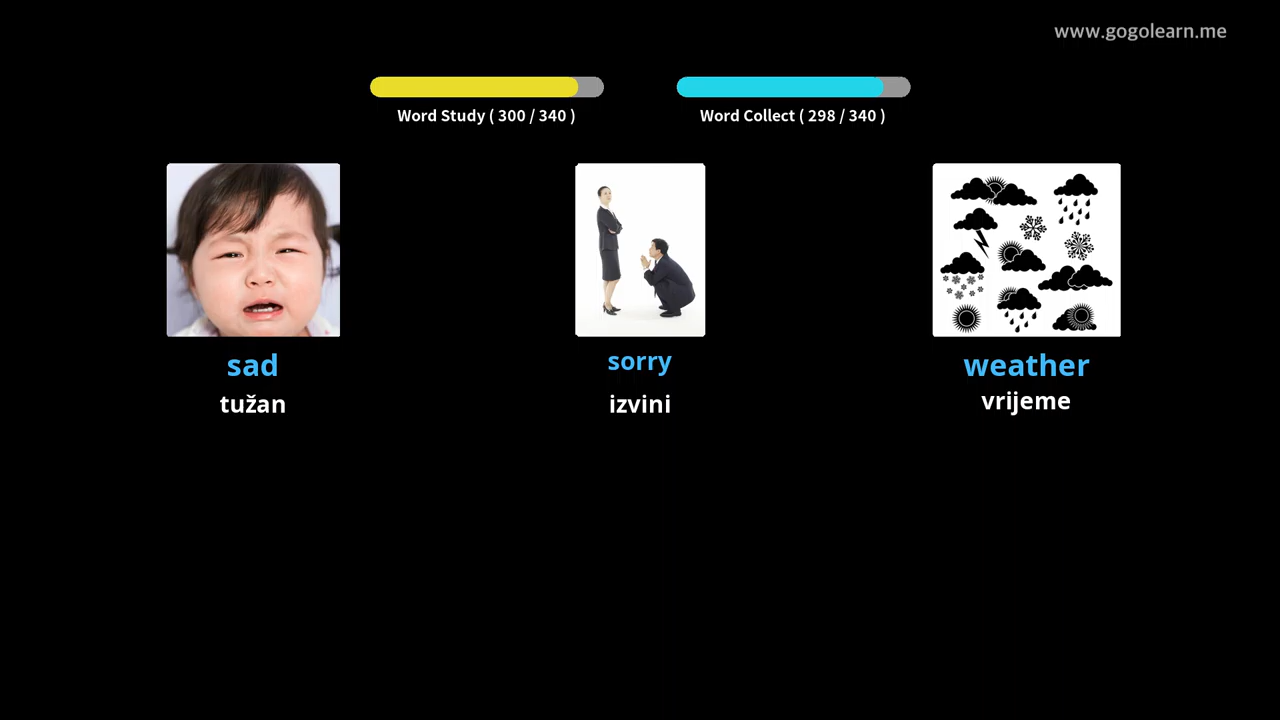 www.gogolearn.me
Word Study ( 300 / 340 )
Word Collect ( 298 / 340 )
sad
tužan
sorry
izvini
weather
vrijeme